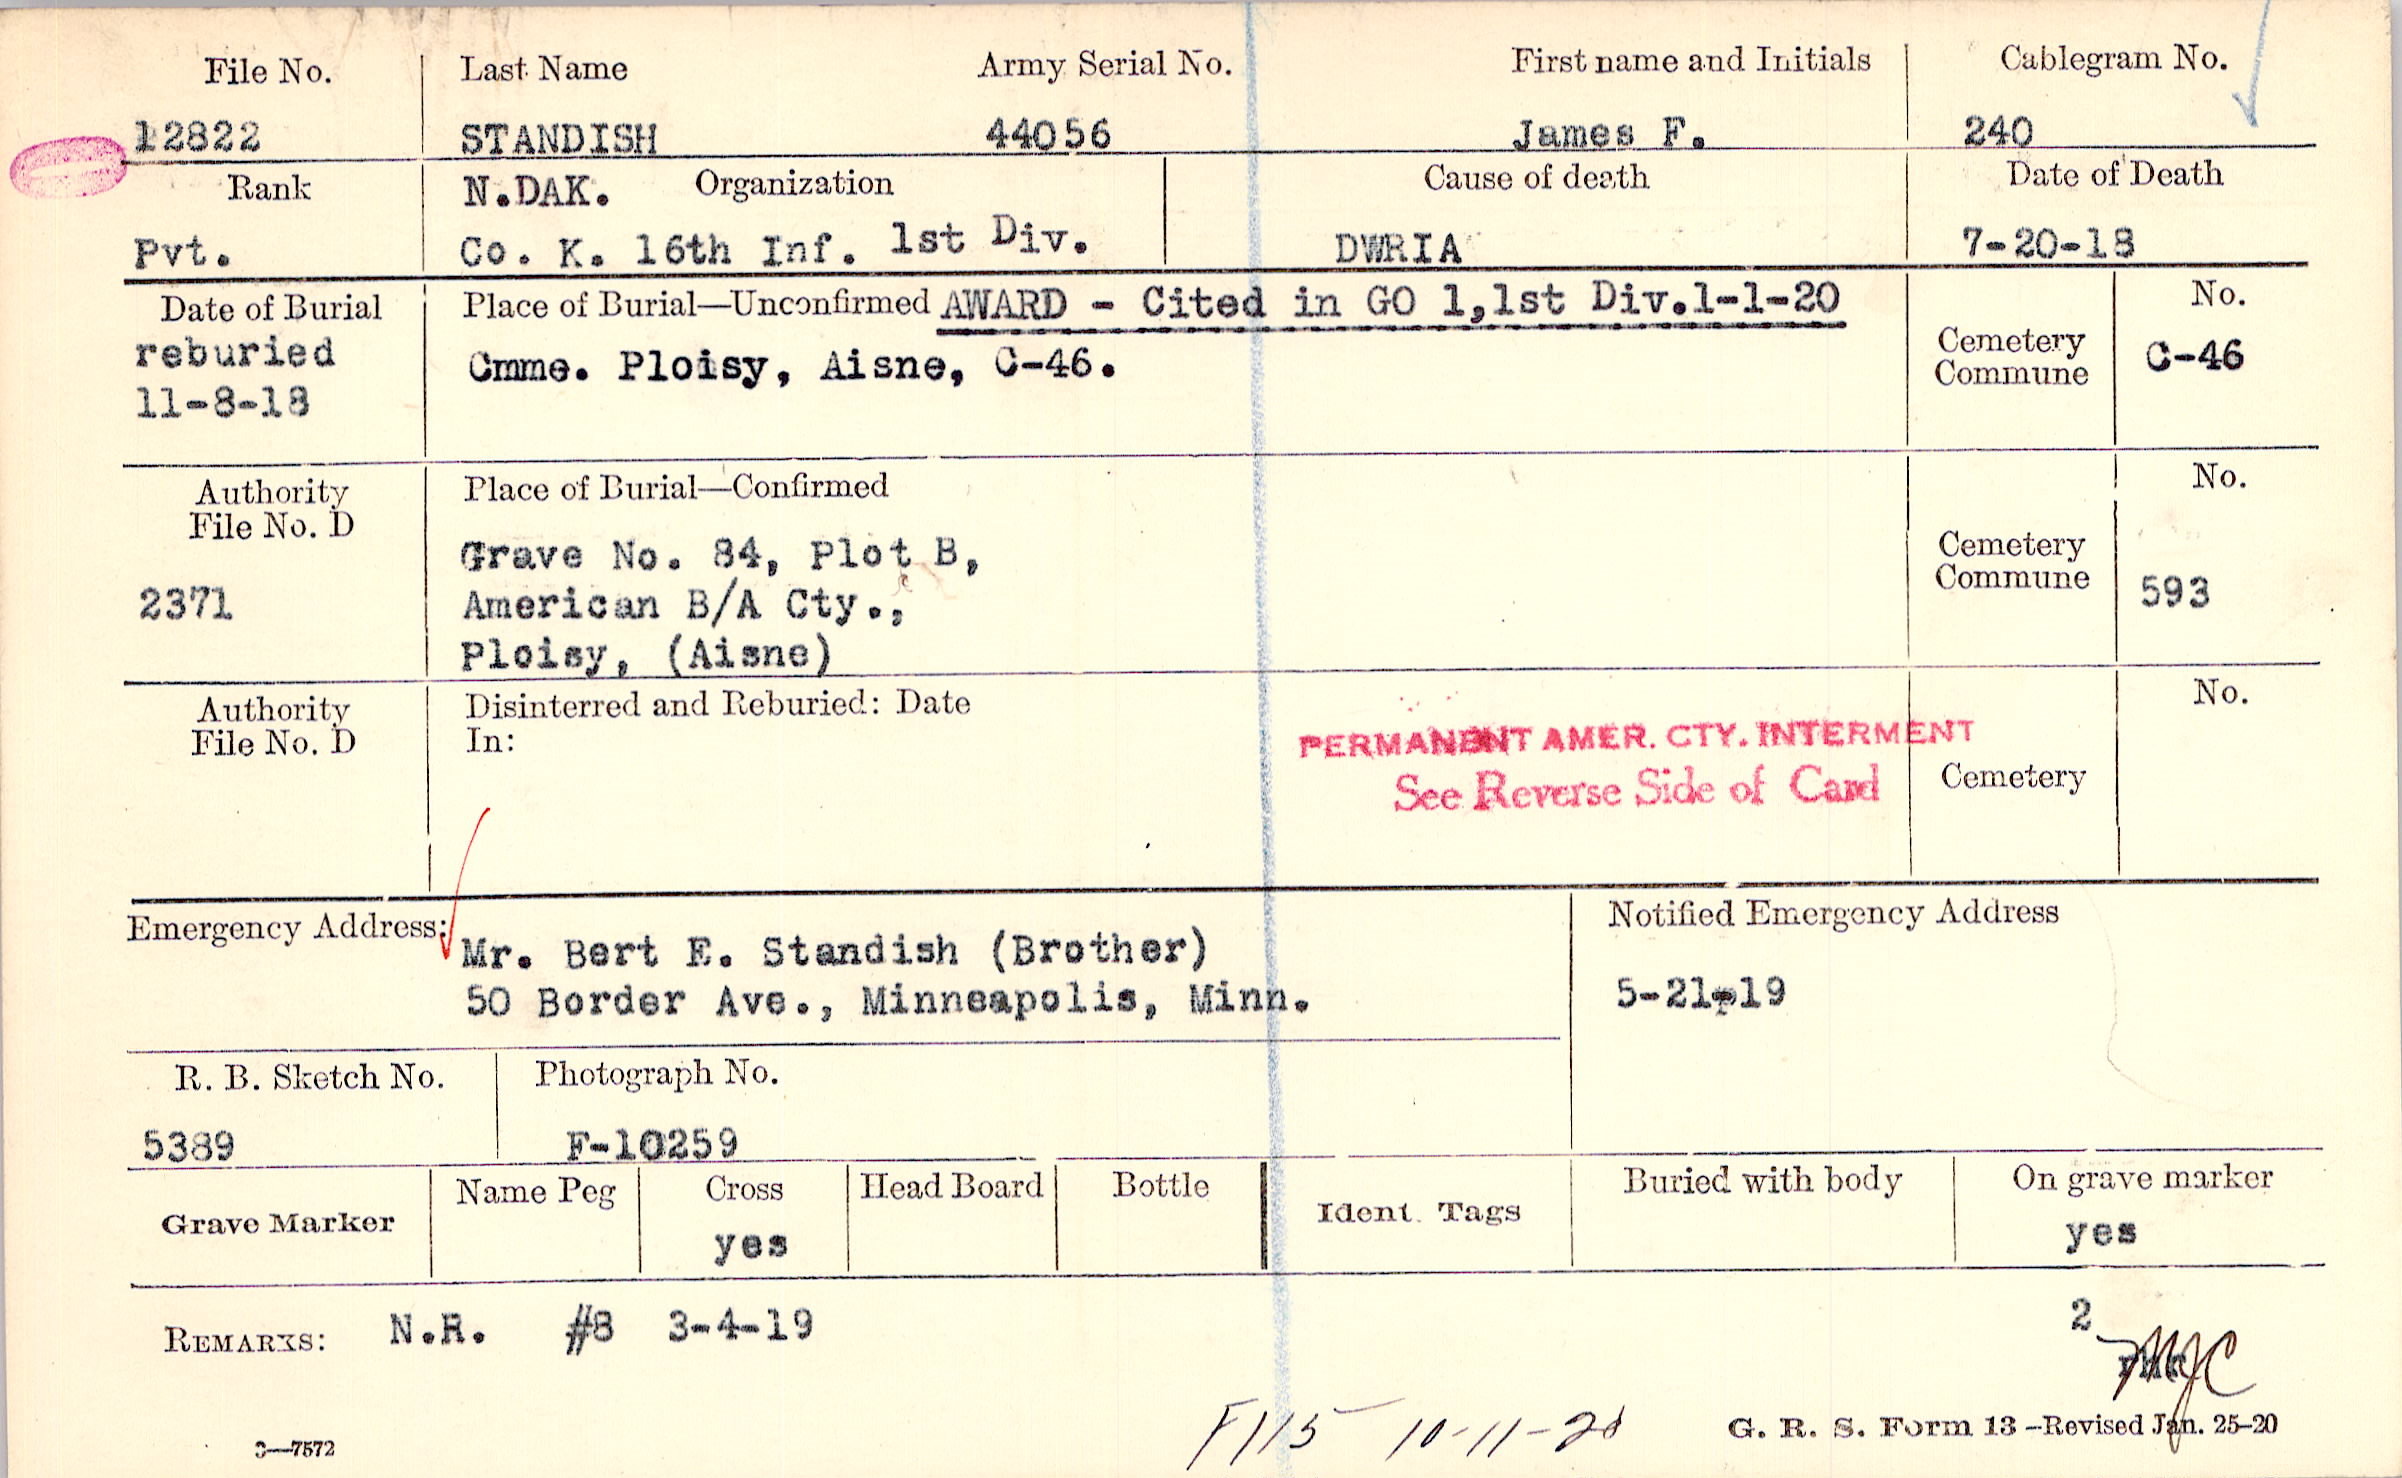 File No. Last Name Army Serial No. First name and Initials Cablegram No.
12822 STANDISH 44056 James F. 240
Rank N.DAK. Organization Cause of death Date of Death
Pvt. Co. K. 16th Inf. 1st Div. DWRIA 7-20-18
Date of Burial Place of Burial—Unconfirmed AWARD - Cited in GO 1,1st Div.1-1-20 No.
reburied Cmme. Ploisy, Aisne, C-46. Cemetery Commune C-46
11-8-18
Authority File No. D Place of Burial—Confirmed No.
Grave No. 84, Plot B,
2371 American B/A Cty., Cemetery Commune 593
Ploisy, (Aisne)
Authority File No. D Disinterred and Reburied: Date No.
In: PERMANENT AMER. CTY. INTERMENT
See Reverse Side of Card Cemetery
Emergency Address: Notified Emergency Address
Mr. Bert E. Standish (Brother)
50 Border Ave., Minneapolis, Minn. 5-21-19
R. B. Sketch No. Photograph No.
5389 F-10259
Grave Marker Name Peg Cross Head Board Bottle Ident. Tags Buried with body On grave marker
yes yes
REMARKS: N.R. #8 3-4-19 2
F115 10-11-
3—7572 G. R. S. Form 13 -Revised Jan. 25-20